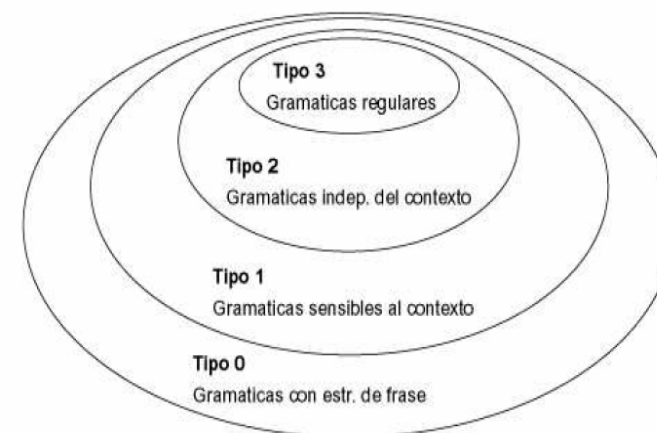 Tipo 3
Gramaticas regulares
Tipo 2
Gramaticas indep. del contexto
Tipo 1
Gramaticas sensibles al contexto
Tipo 0
Gramaticas con estr. de frase